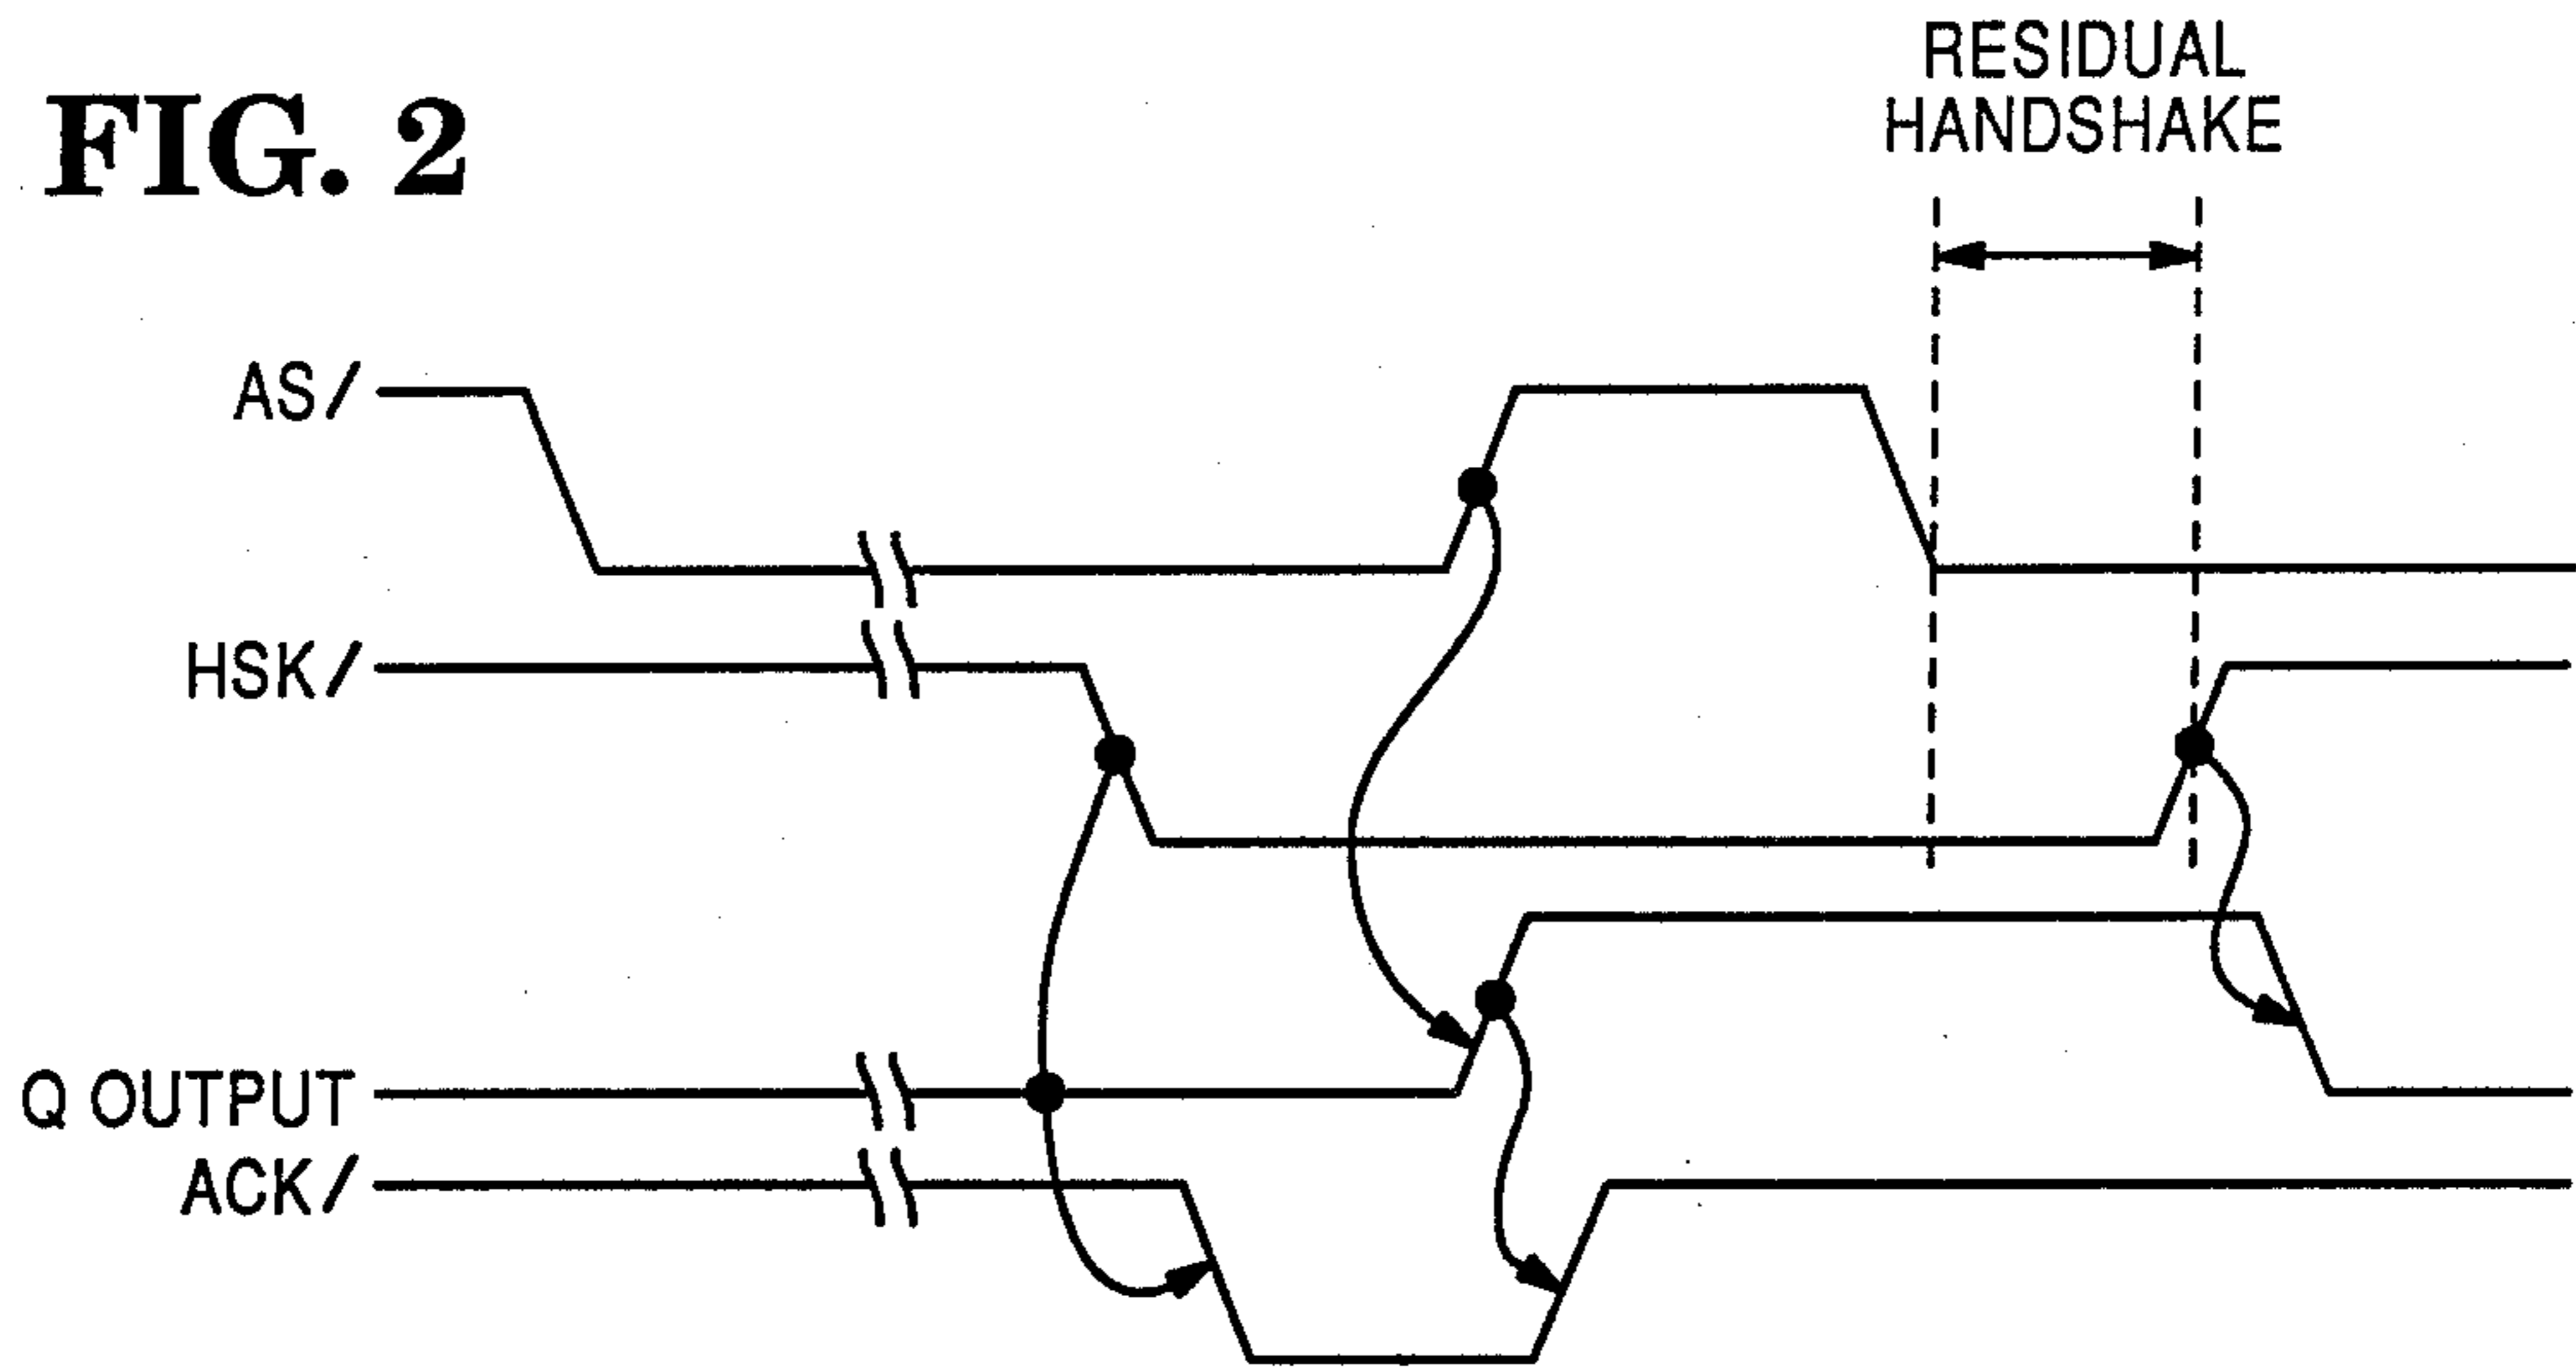 FIG. 2
RESIDUAL
HANDSHAKE
AS/
HSK/
Q OUTPUT
ACK/